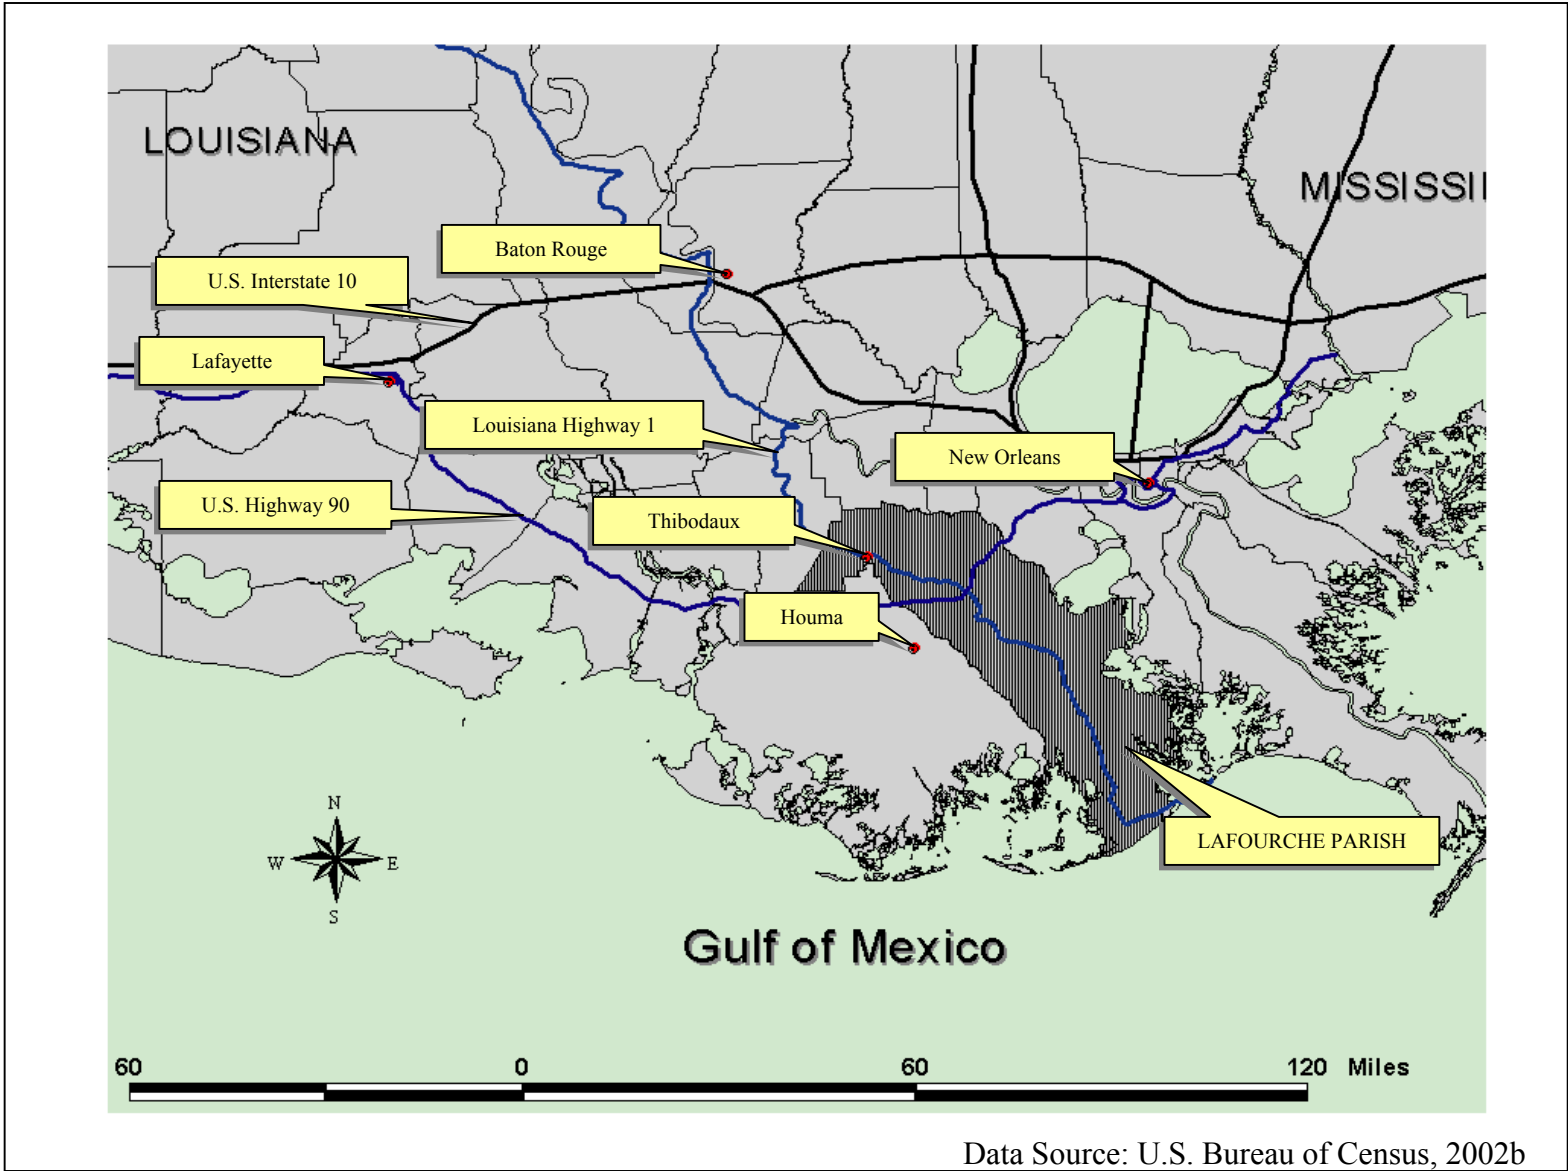 LOUISIANA
MISSISSII
Baton Rouge
U.S. Interstate 10
Lafayette
Louisiana Highway 1
New Orleans
U.S. Highway 90
Thibodaux
Houma
LAFOURCHE PARISH
N
W E
S
Gulf of Mexico
60 0 60 120 Miles
Data Source: U.S. Bureau of Census, 2002b